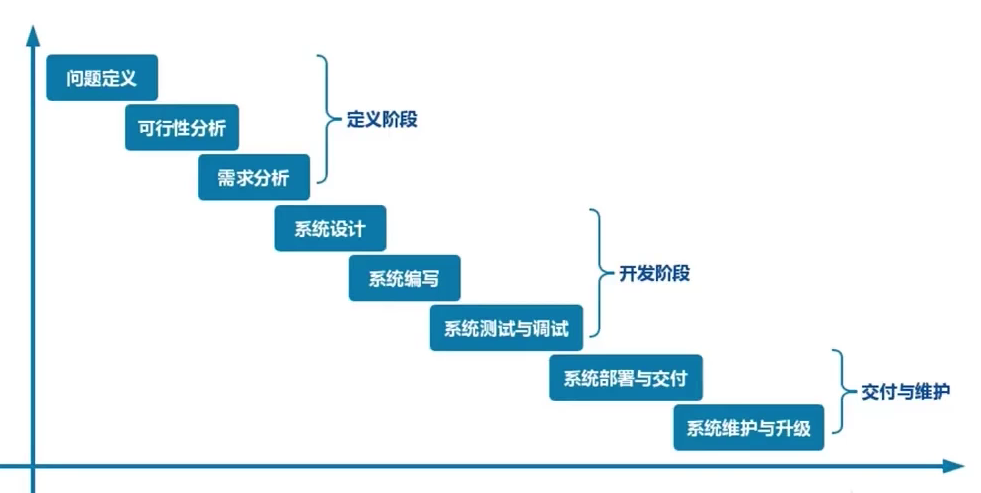 问题定义
可行性分析
定义阶段
需求分析
系统设计
系统编写
开发阶段
系统测试与调试
系统部署与交付
交付与维护
系统维护与升级